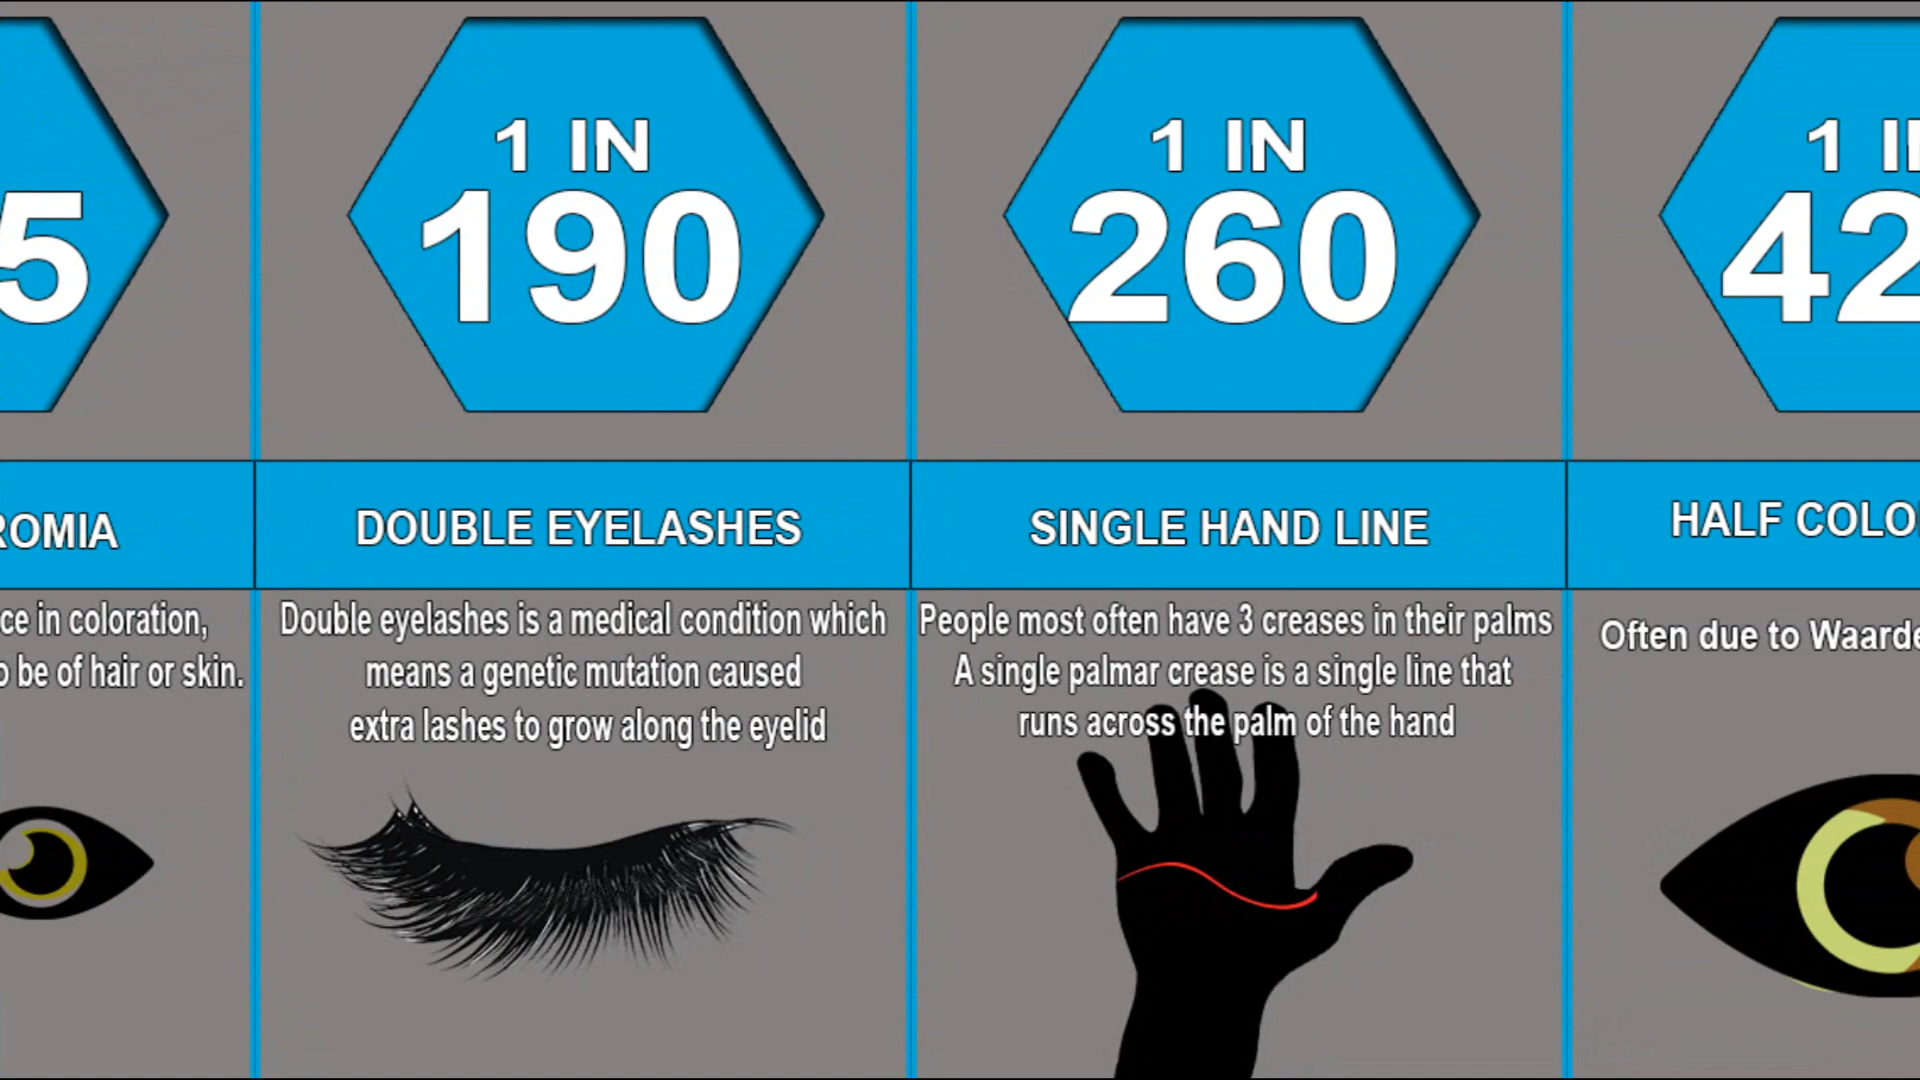 5
ROMIA
ce in coloration,
be of hair or skin.
1 IN
190
DOUBLE EYELASHES
Double eyelashes is a medical condition which
means a genetic mutation caused
extra lashes to grow along the eyelid
1 IN
260
SINGLE HAND LINE
People most often have 3 creases in their palms
A single palmar crease is a single line that
runs across the palm of the hand
1 I
42
HALF COLO
Often due to Waarde